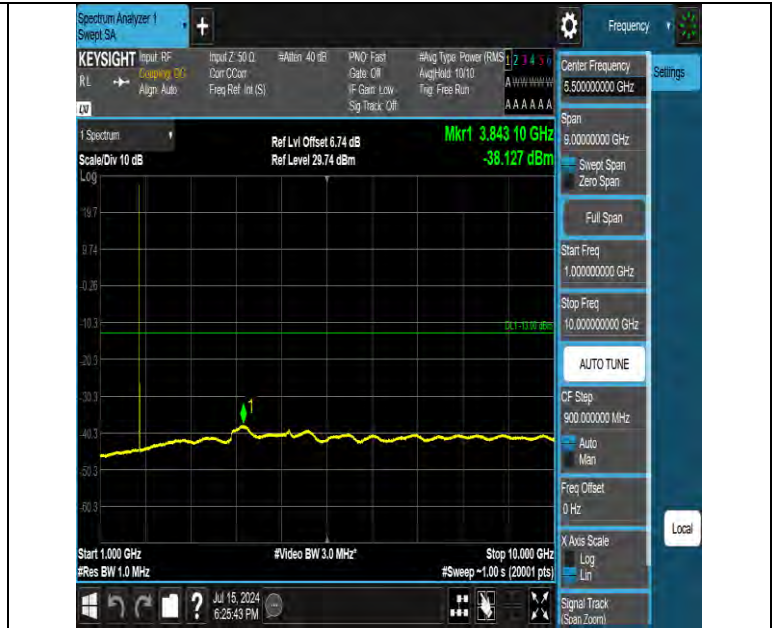 Spectrum Analyzer 1
Swept SA
+
Frequency
KEYSIGHT
RL
LV
Input: RF
Coupling: DC
Align: Auto
Input Z: 50 Ω
Corr CCorr
Freq Ref: Int (S)
#Atten: 40 dB
PNO: Fast
Gate: Off
IF Gain: Low
Sig Track: Off
#Avg Type: Power (RMS
Avg|Hold: 10/10
Trig: Free Run
1 2 3 4 5 6
A W W W W W
A A A A A A
Settings
1 Spectrum
Scale/Div 10 dB
Log
Ref Lvl Offset 6.74 dB
Ref Level 29.74 dBm
Mkr1 3.843 10 GHz
-38.127 dBm
19.7
9.74
-0.26
-10.3
-20.3
-30.3
-40.3
-50.3
-60.3
DL1 -13.00 dBm
1
Start 1.000 GHz
#Res BW 1.0 MHz
#Video BW 3.0 MHz*
Stop 10.000 GHz
#Sweep ~1.00 s (20001 pts)
Center Frequency
5.500000000 GHz
Span
9.00000000 GHz
Swept Span
Zero Span
Full Span
Start Freq
1.000000000 GHz
Stop Freq
10.000000000 GHz
AUTO TUNE
CF Step
900.000000 MHz
Auto
Man
Freq Offset
0 Hz
X Axis Scale
Log
Lin
Signal Track
(Span Zoom)
Local
?
Jul 15, 2024
6:25:43 PM